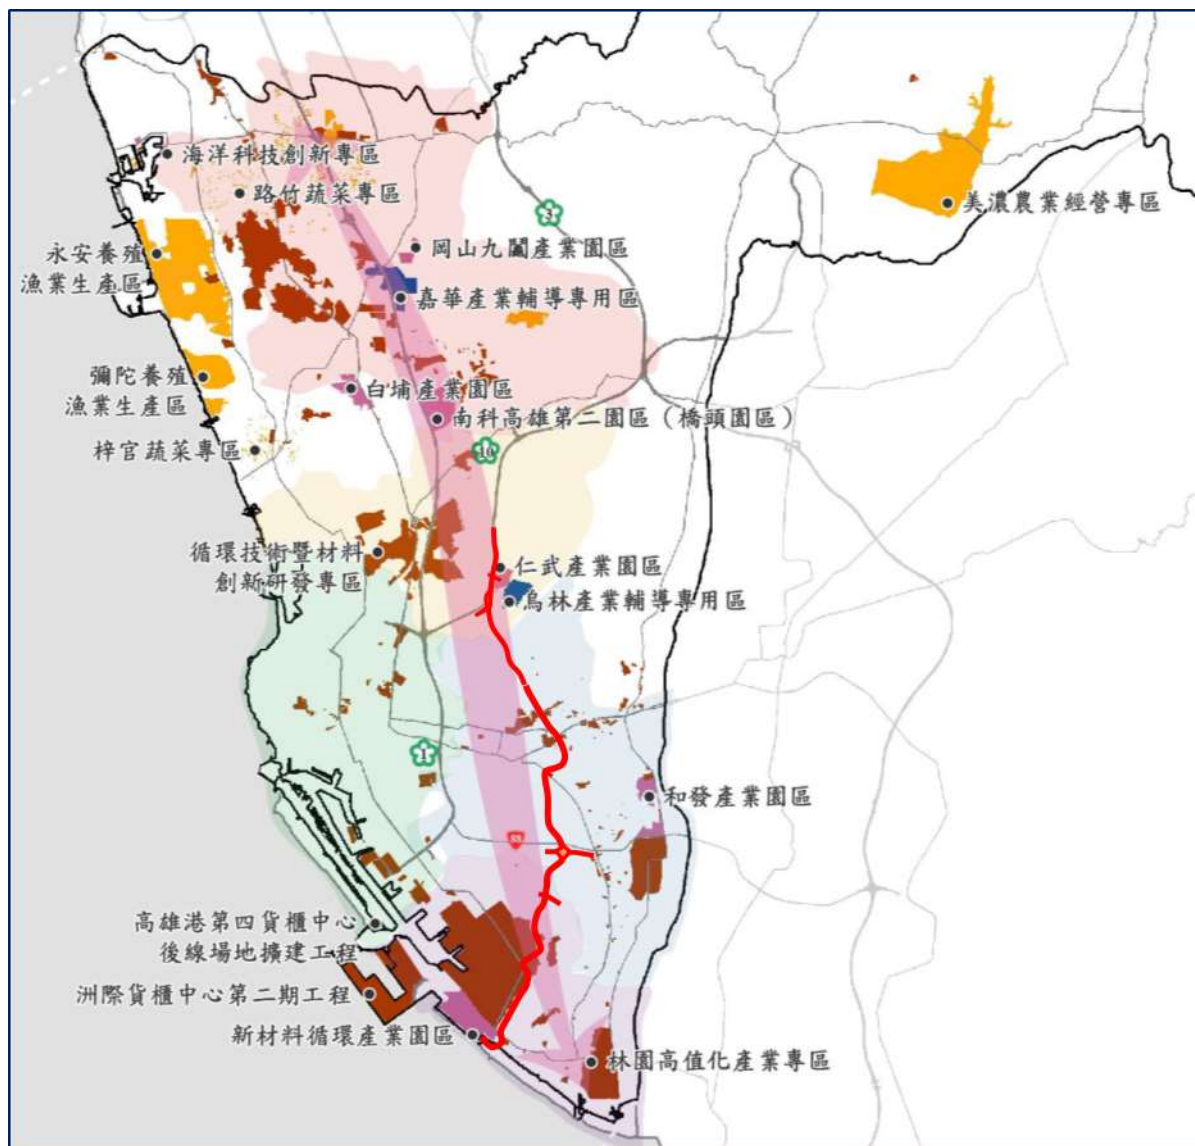 海洋科技創新專區
路竹蔬菜專區
美濃農業經營專區
3
永安養殖
漁業生產區
岡山九鬮產業園區
嘉華產業輔導專用區
彌陀養殖
漁業生產區
白埔產業園區
南科高雄第二園區（橋頭園區）
梓官蔬菜專區
10
循環技術暨材料
創新研發專區
仁武產業園區
烏林產業輔導專用區
1
和發產業園區
88
高雄港第四貨櫃中心
後線場地擴建工程
洲際貨櫃中心第二期工程
新材料循環產業園區
林園高值化產業專區